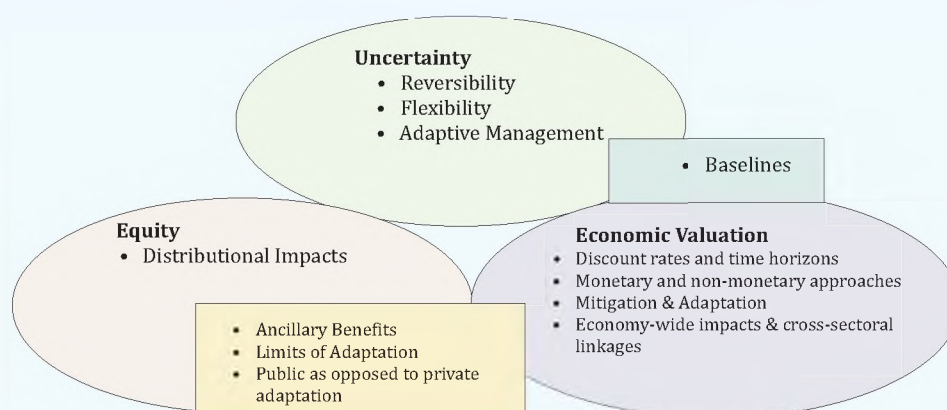 Uncertainty
• Reversibility
• Flexibility
• Adaptive Management
• Baselines
Equity
• Distributional Impacts
Economic Valuation
• Discount rates and time horizons
• Monetary and non-monetary approaches
• Mitigation & Adaptation
• Economy-wide impacts & cross-sectoral
linkages
• Ancillary Benefits
• Limits of Adaptation
• Public as opposed to private
adaptation